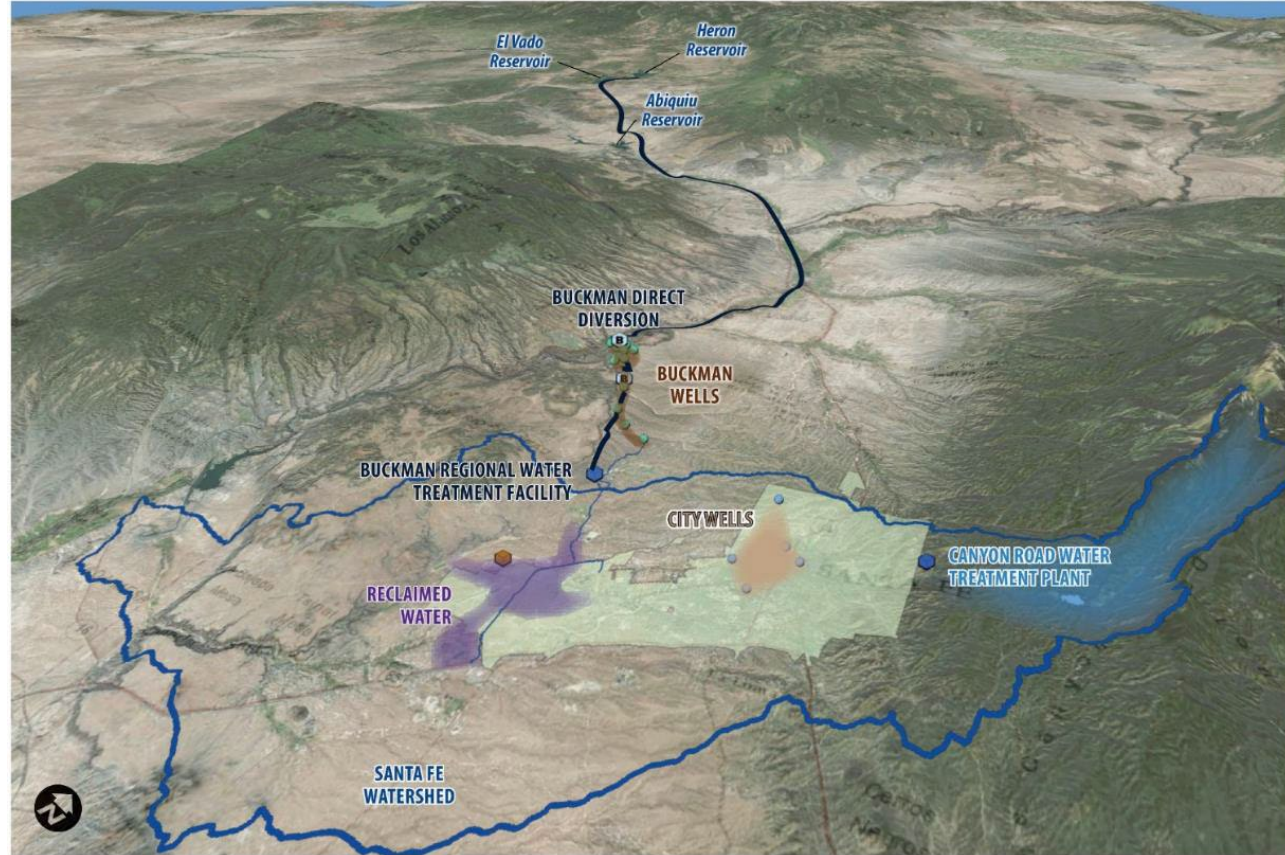 El Vado
Reservoir
Heron
Reservoir
Abiquiu
Reservoir
BUCKMAN DIRECT
DIVERSION
B
B
BUCKMAN
WELLS
BUCKMAN REGIONAL WATER
TREATMENT FACILITY
CITY WELLS
CANYON ROAD WATER
TREATMENT PLANT
RECLAIMED
WATER
SANTA FE
WATERSHED
N